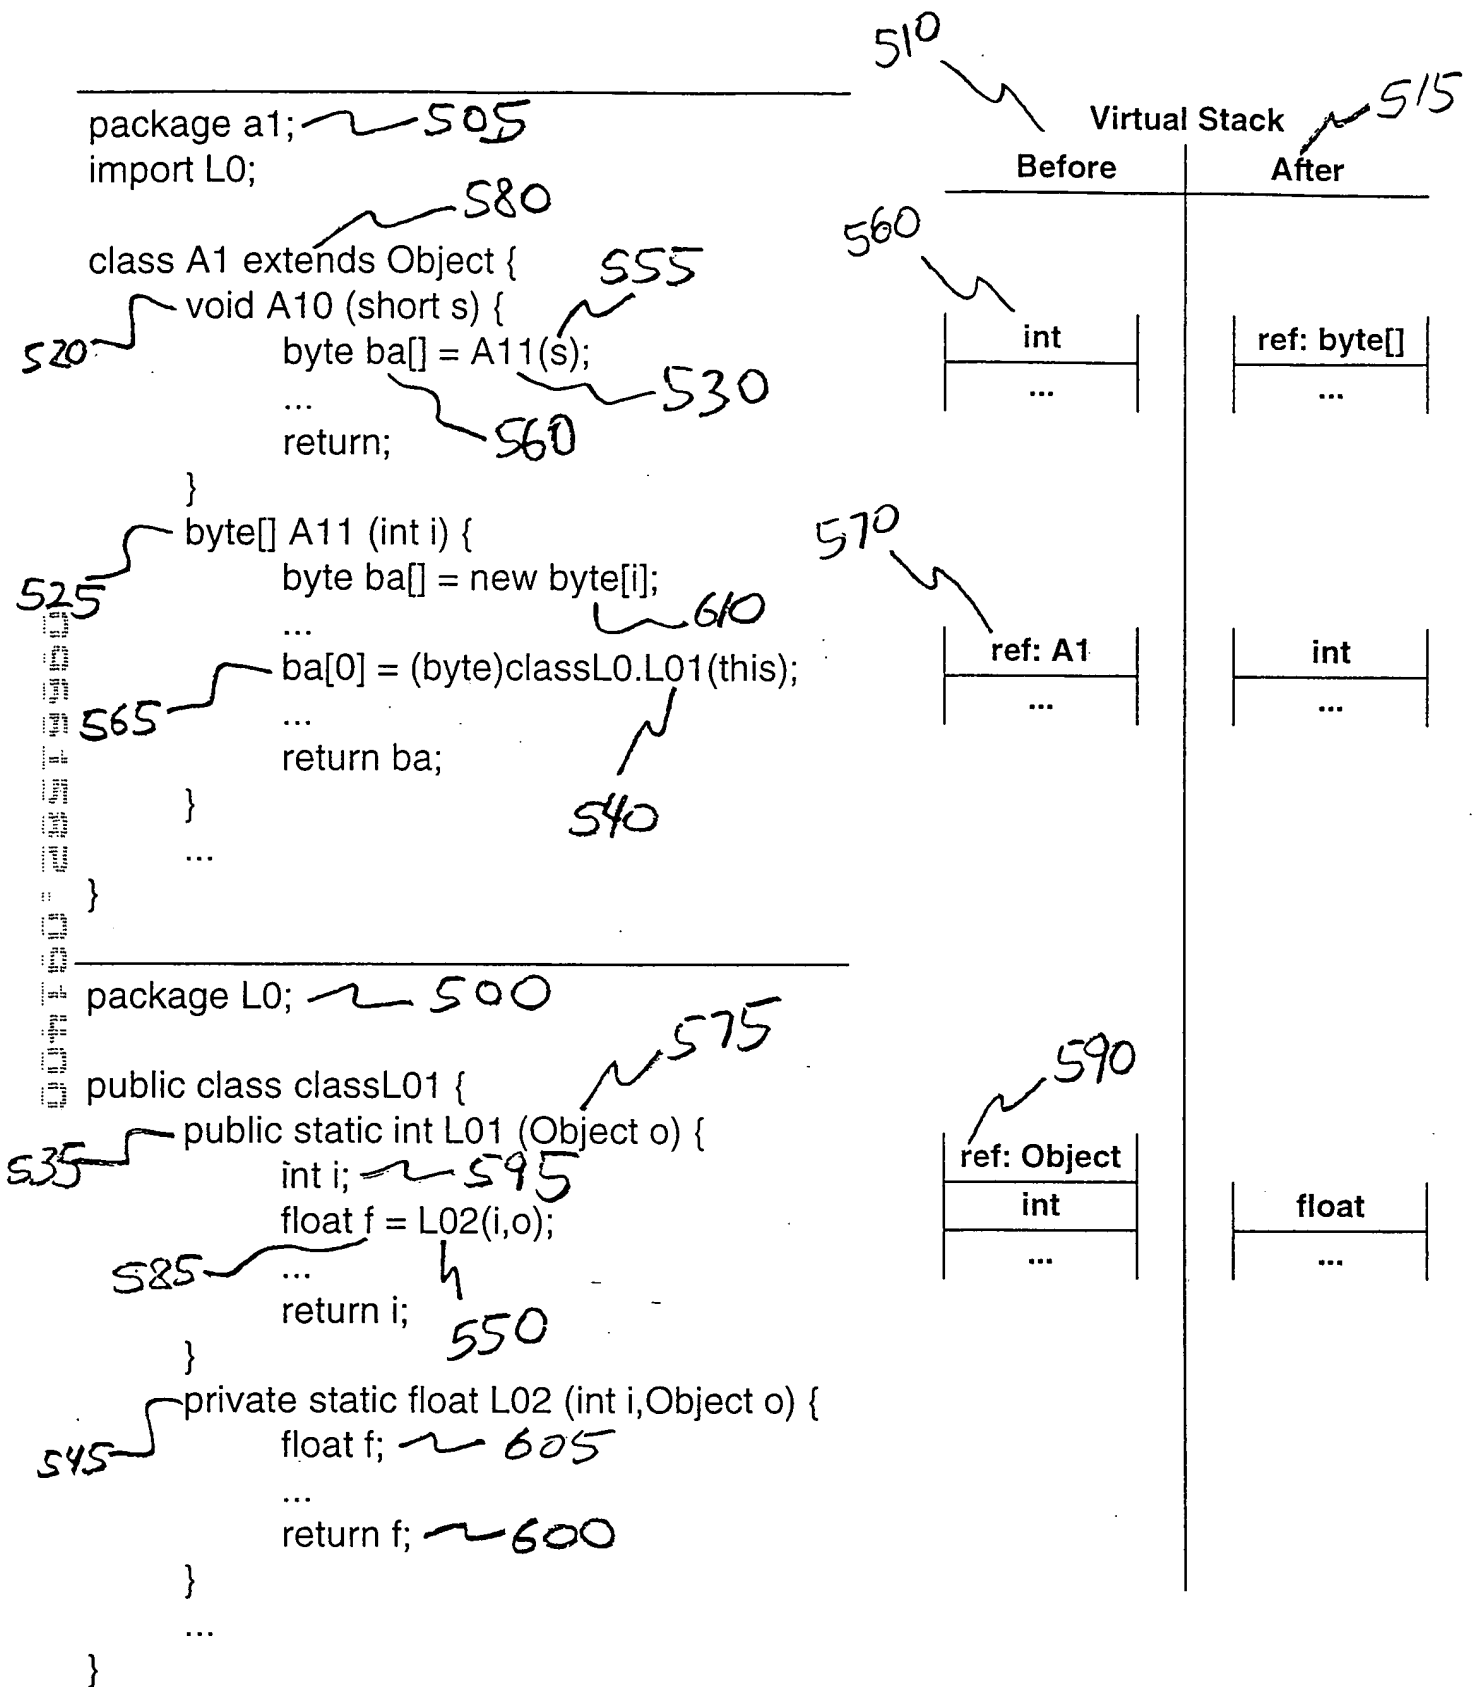 510
Virtual Stack
515
Before After
package a1; 505
import L0;
580
560
class A1 extends Object {
555
520
void A10 (short s) {
byte ba[] = A11(s);
530
int
...
ref: byte[]
...
...
560
return;
}
525
byte[] A11 (int i) {
570
byte ba[] = new byte[i];
610
...
565
ba[0] = (byte)classL0.L01(this);
ref: A1
...
int
...
...
return ba;
540
}
...
}
package L0; 500
575
public class classL01 {
590
535
public static int L01 (Object o) {
int i; 595
float f = L02(i,o);
ref: Object
int
...
float
...
585
...
550
return i;
}
545
private static float L02 (int i,Object o) {
float f; 605
...
return f; 600
}
...
}